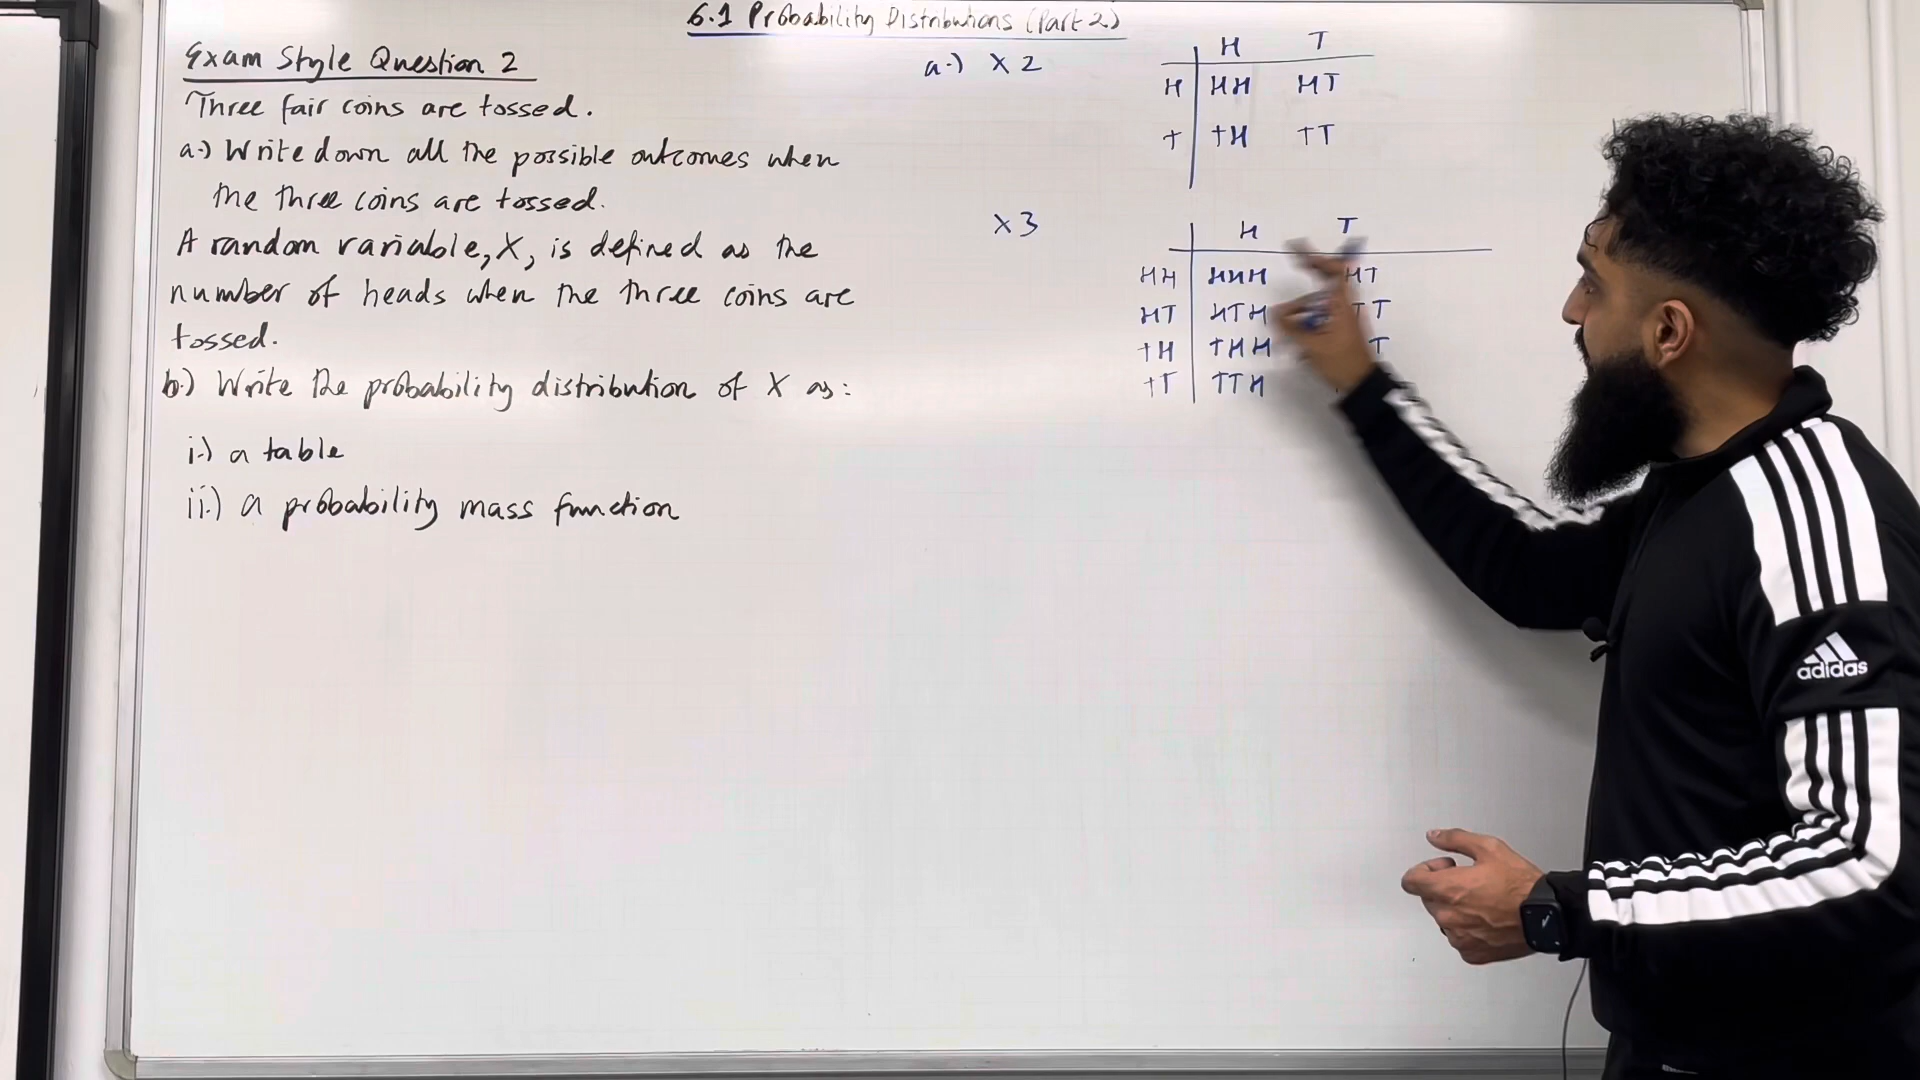 6.1 Probability Distributions (Part 2)
Exam Style Question 2
Three fair coins are tossed.
a.) Write down all the possible outcomes when
the three coins are tossed.
A random variable, X, is defined as the
number of heads when the three coins are
tossed.
b.) Write the probability distribution of X as:
i.) a table
ii.) a probability mass function
a.) x 2
H T
H HH HT
T TH TT
x 3
H T
HH HHH HT
HT HTH TT
TH THH T
TT TTH
adidas